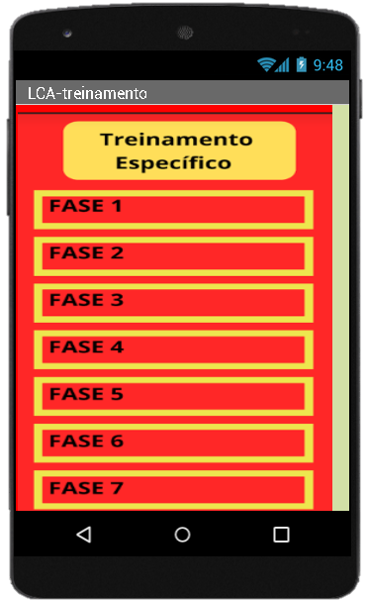 9:48
LCA-treinamento
Treinamento
Específico
FASE 1
FASE 2
FASE 3
FASE 4
FASE 5
FASE 6
FASE 7